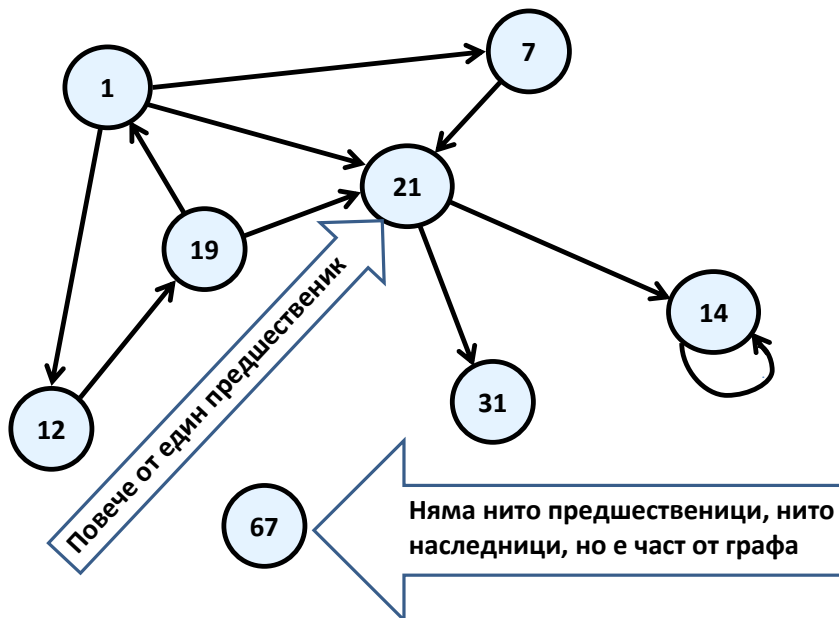 7
1
21
19
14
31
12
Повече от един предшественик
67
Няма нито предшественици, нито
наследници, но е част от графа